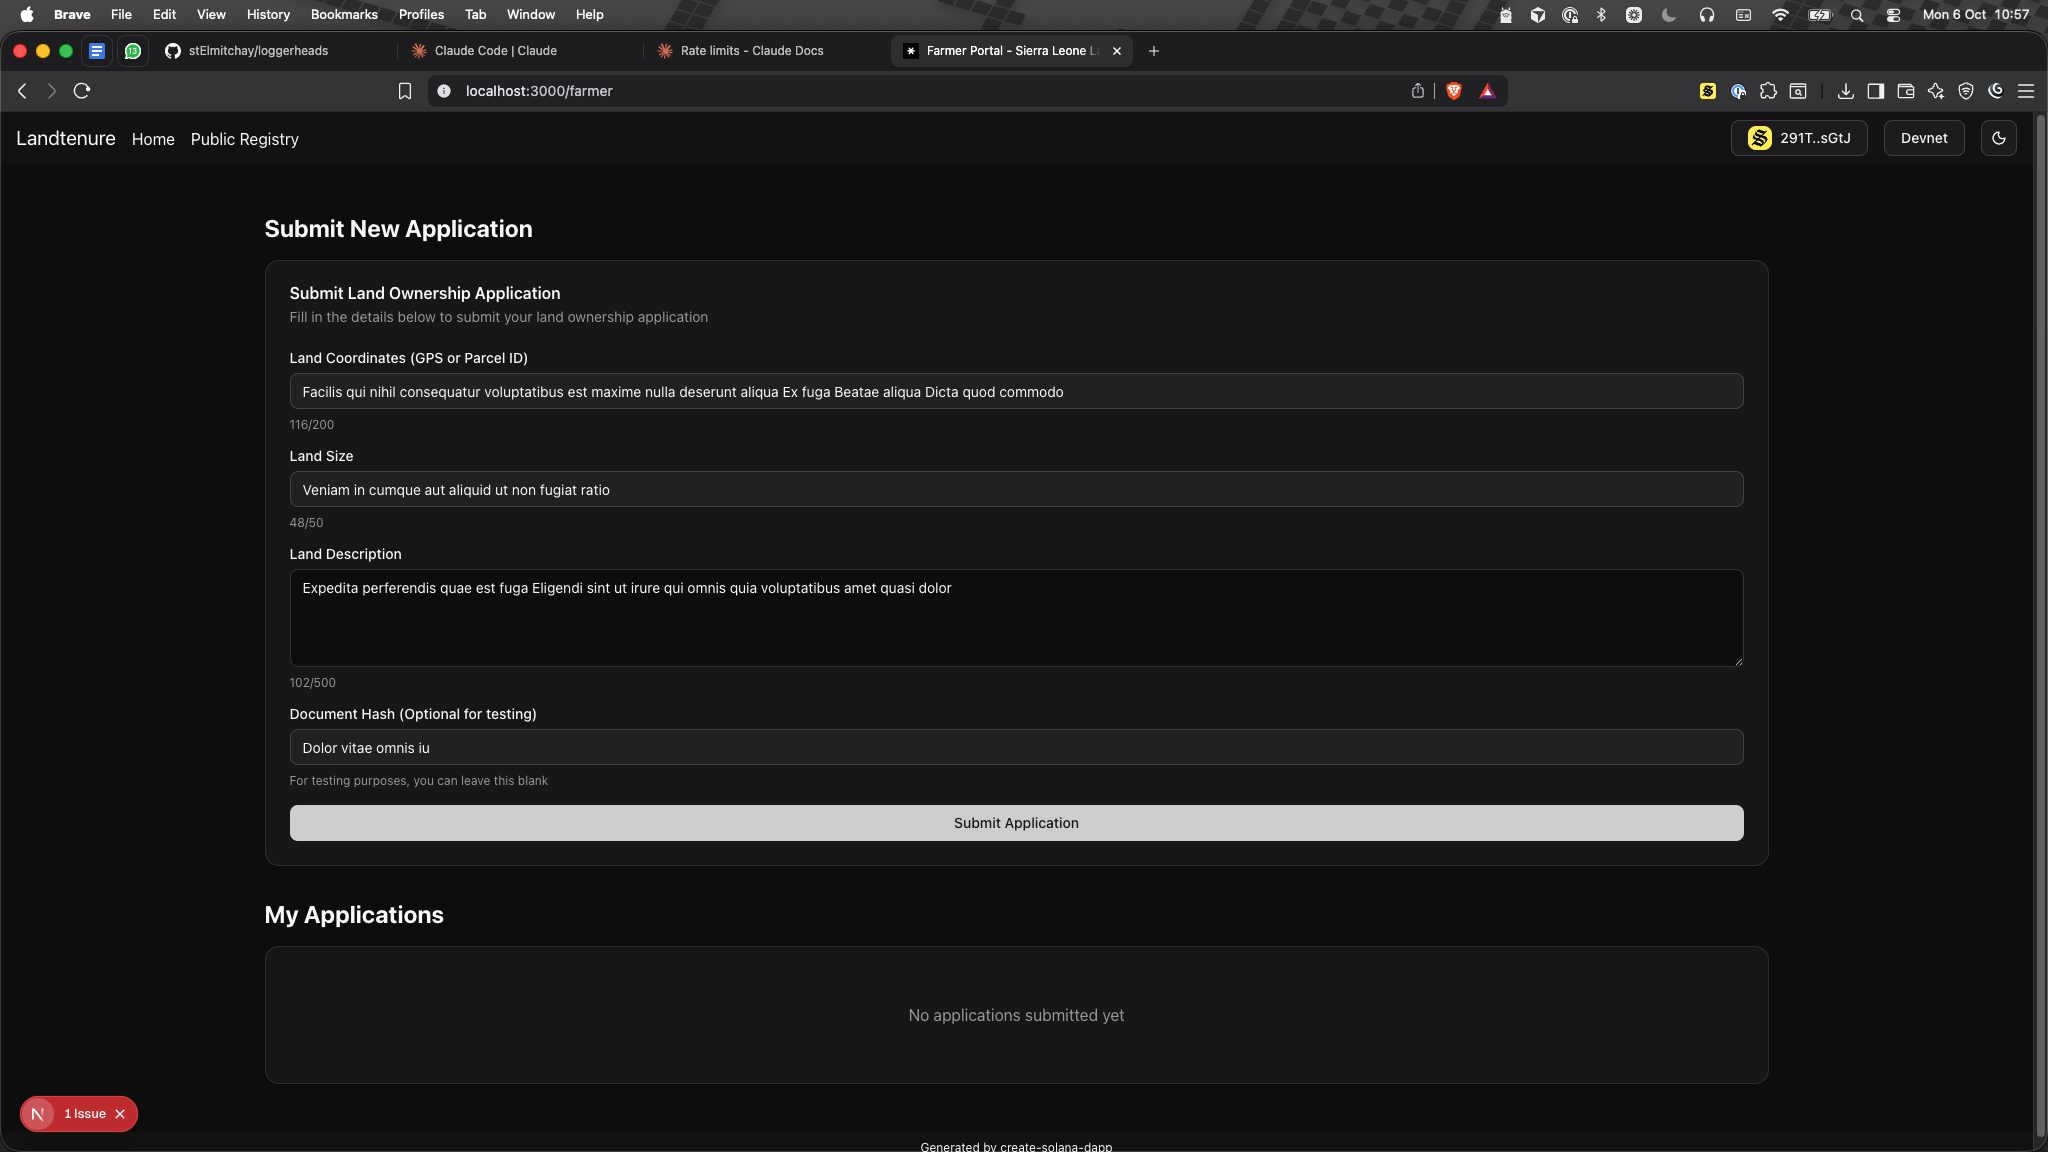 Brave File Edit View History Bookmarks Profiles Tab Window Help Mon 6 Oct 10:57
13 stElmitchay/loggerheads Claude Code | Claude Rate limits - Claude Docs Farmer Portal - Sierra Leone L
localhost:3000/farmer
Landtenure Home Public Registry 291T..sGtJ Devnet
Submit New Application
Submit Land Ownership Application
Fill in the details below to submit your land ownership application
Land Coordinates (GPS or Parcel ID)
Facilis qui nihil consequatur voluptatibus est maxime nulla deserunt aliqua Ex fuga Beatae aliqua Dicta quod commodo
116/200
Land Size
Veniam in cumque aut aliquid ut non fugiat ratio
48/50
Land Description
Expedita perferendis quae est fuga Eligendi sint ut irure qui omnis quia voluptatibus amet quasi dolor
102/500
Document Hash (Optional for testing)
Dolor vitae omnis iu
For testing purposes, you can leave this blank
Submit Application
My Applications
No applications submitted yet
N 1 Issue
Generated by create-solana-dapp